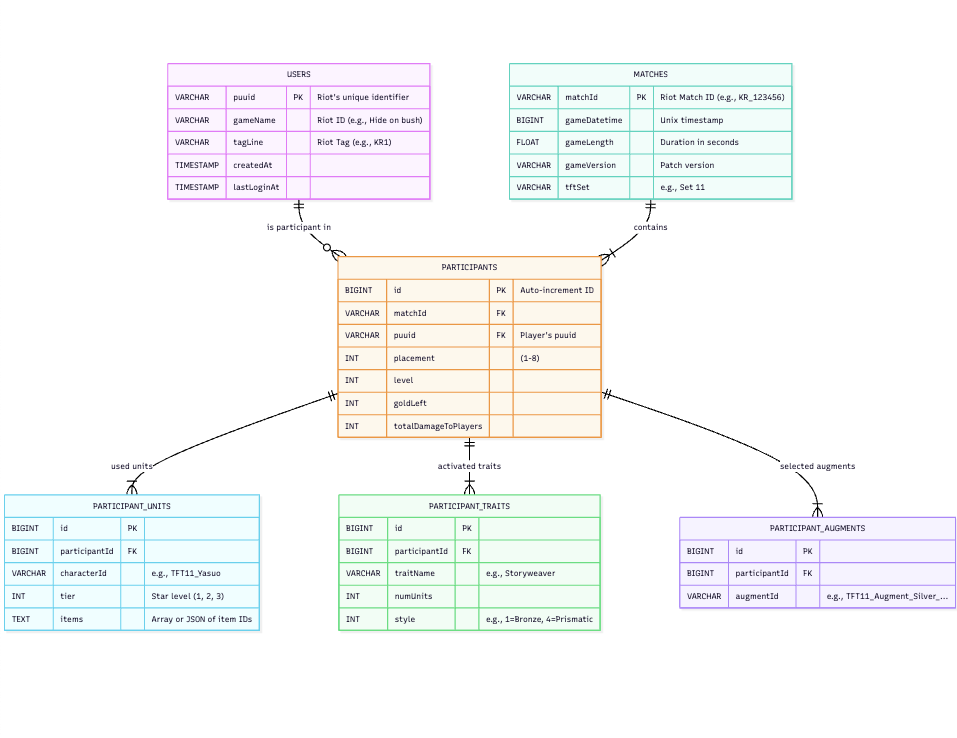 USERS
VARCHAR puuid PK Riot's unique identifier
VARCHAR gameName Riot ID (e.g., Hide on bush)
VARCHAR tagLine Riot Tag (e.g., KR1)
TIMESTAMP createdAt
TIMESTAMP lastLoginAt
MATCHES
VARCHAR matchId PK Riot Match ID (e.g., KR_123456)
BIGINT gameDatetime Unix timestamp
FLOAT gameLength Duration in seconds
VARCHAR gameVersion Patch version
VARCHAR tftSet e.g., Set 11
is participant in
contains
PARTICIPANTS
BIGINT id PK Auto-increment ID
VARCHAR matchId FK
VARCHAR puuid FK Player's puuid
INT placement (1-8)
INT level
INT goldLeft
INT totalDamageToPlayers
used units
activated traits
selected augments
PARTICIPANT_UNITS
BIGINT id PK
BIGINT participantId FK
VARCHAR characterId e.g., TFT11_Yasuo
INT tier Star level (1, 2, 3)
TEXT items Array or JSON of item IDs
PARTICIPANT_TRAITS
BIGINT id PK
BIGINT participantId FK
VARCHAR traitName e.g., Storyweaver
INT numUnits
INT style e.g., 1=Bronze, 4=Prismatic
PARTICIPANT_AUGMENTS
BIGINT id PK
BIGINT participantId FK
VARCHAR augmentId e.g., TFT11_Augment_Silver_...